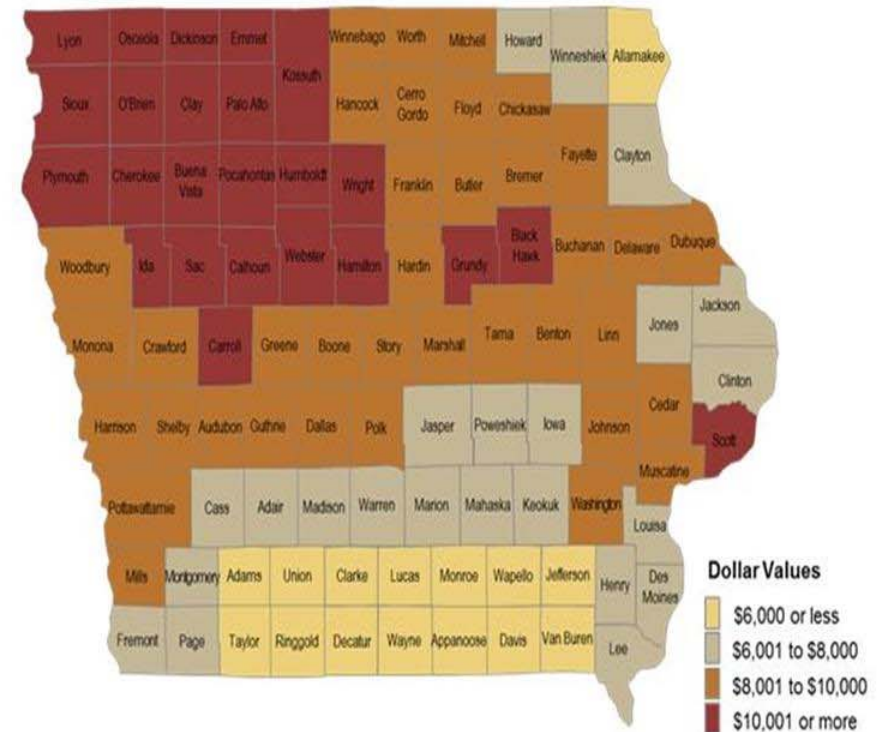 Lyon
Osceola
Dickinson
Emmet
Kossuth
Winnebago
Worth
Mitchell
Howard
Winneshiek
Allamakee
Sioux
O'Brien
Clay
Palo Alto
Hancock
Cerro
Gordo
Floyd
Chickasaw
Fayette
Clayton
Plymouth
Cherokee
Buena
Vista
Pocahontas
Humboldt
Wright
Franklin
Butler
Bremer
Woodbury
Ida
Sac
Calhoun
Webster
Hamilton
Hardin
Grundy
Black
Hawk
Buchanan
Delaware
Dubuque
Monona
Crawford
Carroll
Greene
Boone
Story
Marshall
Tama
Benton
Linn
Jones
Jackson
Clinton
Harrison
Shelby
Audubon
Guthrie
Dallas
Polk
Jasper
Poweshiek
Iowa
Johnson
Cedar
Scott
Muscatine
Pottawattamie
Cass
Adair
Madison
Warren
Marion
Mahaska
Keokuk
Washington
Louisa
Mills
Montgomery
Adams
Union
Clarke
Lucas
Monroe
Wapello
Jefferson
Henry
Des
Moines
Fremont
Page
Taylor
Ringgold
Decatur
Wayne
Appanoose
Davis
Van Buren
Lee
Dollar Values
$6,000 or less
$6,001 to $8,000
$8,001 to $10,000
$10,001 or more